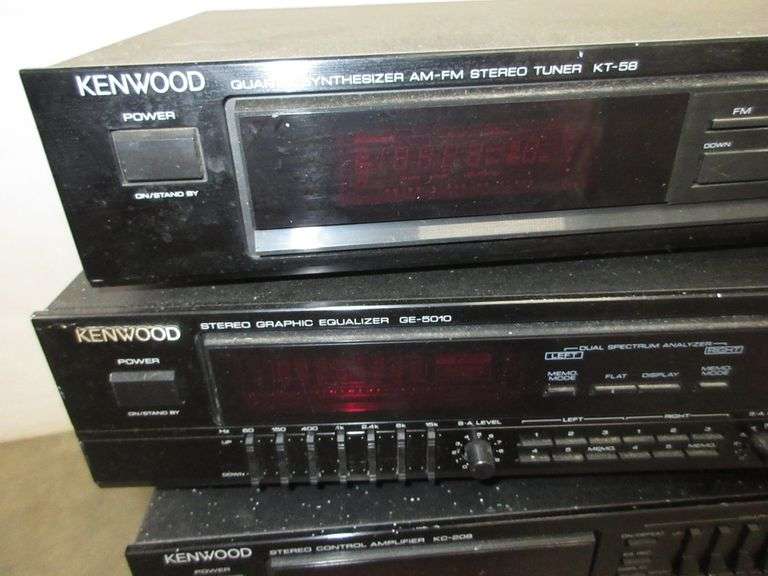 KENWOOD
QUARTZ SYNTHESIZER AM-FM STEREO TUNER KT-58
POWER
ON/STAND BY
FM
DOWN
KENWOOD
STEREO GRAPHIC EQUALIZER GE-5010
POWER
ON/STAND BY
DUAL SPECTRUM ANALYZER
LEFT
RIGHT
MEMO. MODE
FLAT
DISPLAY
MEMO. MODE
Hz 60 150 400 1k 2.4k 6k 15k
S·A LEVEL
LEFT
RIGHT
UP
DOWN
1 2 3 1 2 3
4 5 MEMO 4 5 MEMO
KENWOOD
STEREO CONTROL AMPLIFIER KC-208
POWER